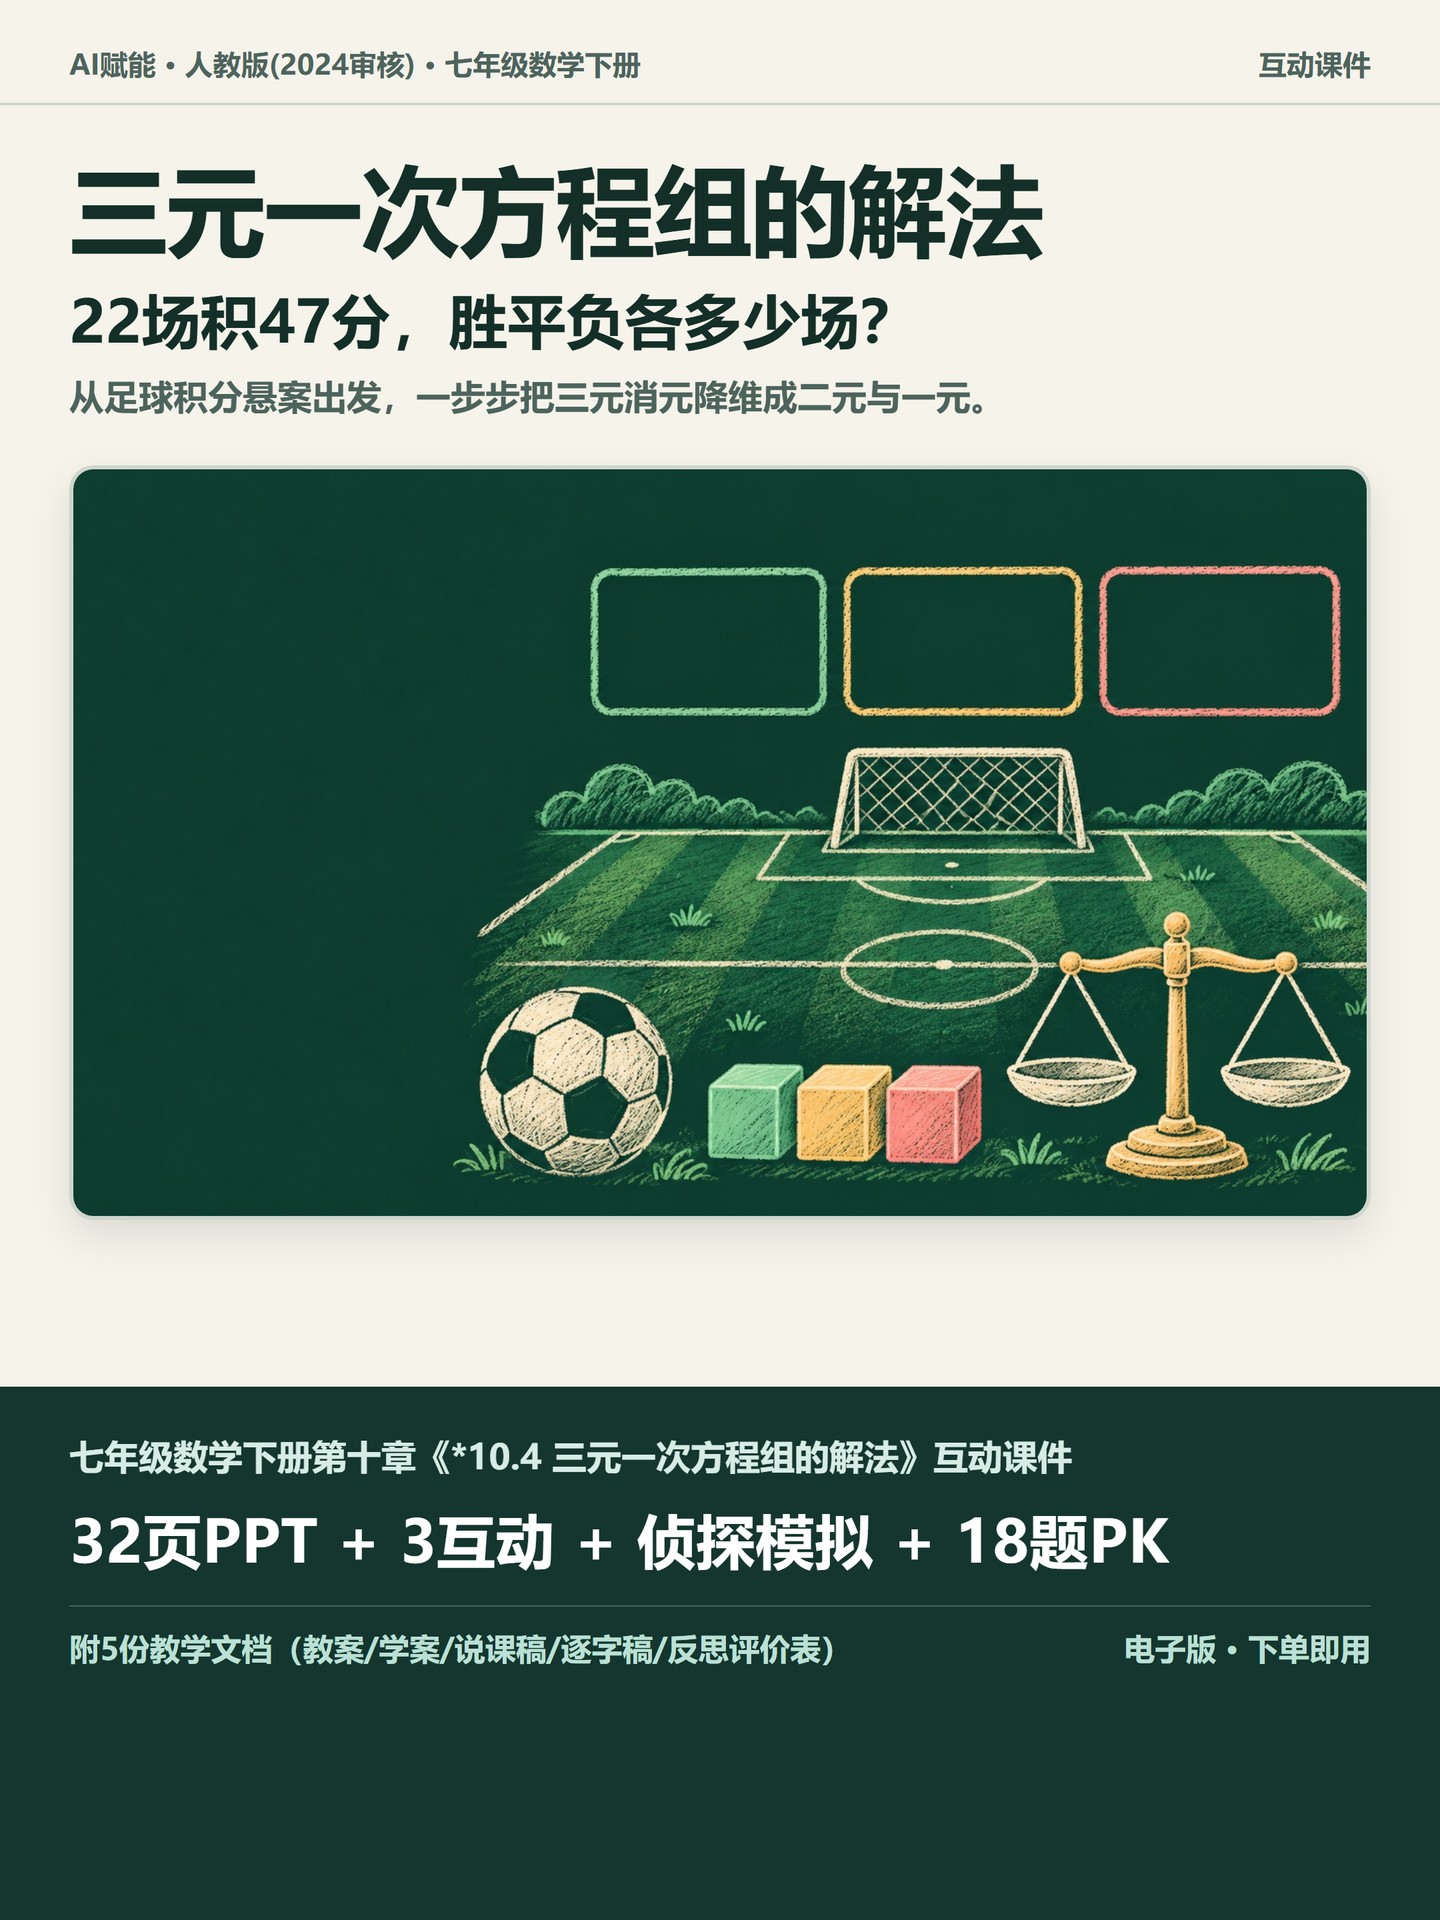 AI赋能 • 人教版(2024审核) • 七年级数学下册
互动课件
三元一次方程组的解法
22场积47分，胜平负各多少场？
从足球积分悬案出发，一步步把三元消元降维成二元与一元。
七年级数学下册第十章《*10.4 三元一次方程组的解法》互动课件
32页PPT + 3互动 + 侦探模拟 + 18题PK
附5份教学文档（教案/学案/说课稿/逐字稿/反思评价表）
电子版 • 下单即用